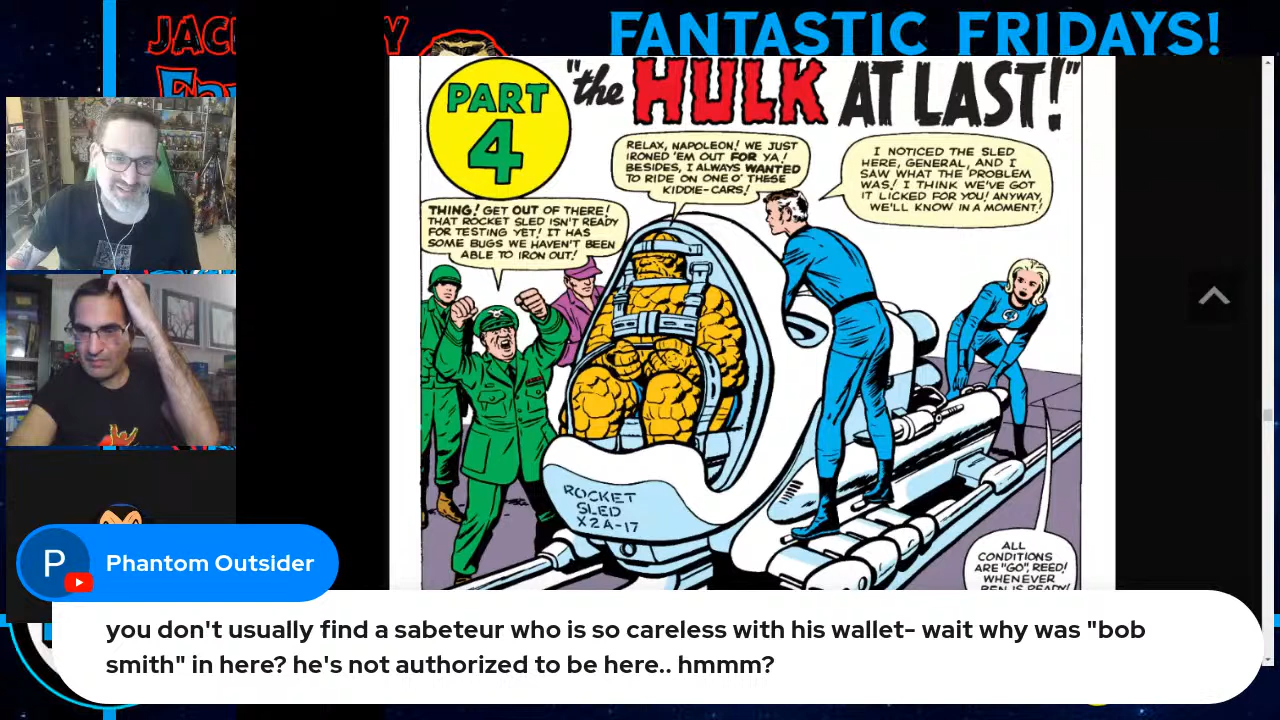 FANTASTIC FRIDAYS!
PART
4
"the HULK AT LAST!"
RELAX, NAPOLEON! WE JUST
IRONED 'EM OUT FOR YA!
BESIDES, I ALWAYS WANTED
TO RIDE ON ONE O' THESE
KIDDIE-CARS!
I NOTICED THE SLED
HERE, GENERAL, AND I
SAW WHAT THE PROBLEM
WAS! I THINK WE'VE GOT
IT LICKED FOR YOU! ANYWAY,
WE'LL KNOW IN A MOMENT!
THING! GET OUT OF THERE!
THAT ROCKET SLED ISN'T READY
FOR TESTING YET! IT HAS
SOME BUGS WE HAVEN'T BEEN
ABLE TO IRON OUT!
4
ROCKET
SLED
X2A-17
ALL
CONDITIONS
ARE "GO", REED!
WHENEVER
BEN IS READY!
P
Phantom Outsider
you don't usually find a sabeteur who is so careless with his wallet- wait why was "bob
smith" in here? he's not authorized to be here.. hmmm?